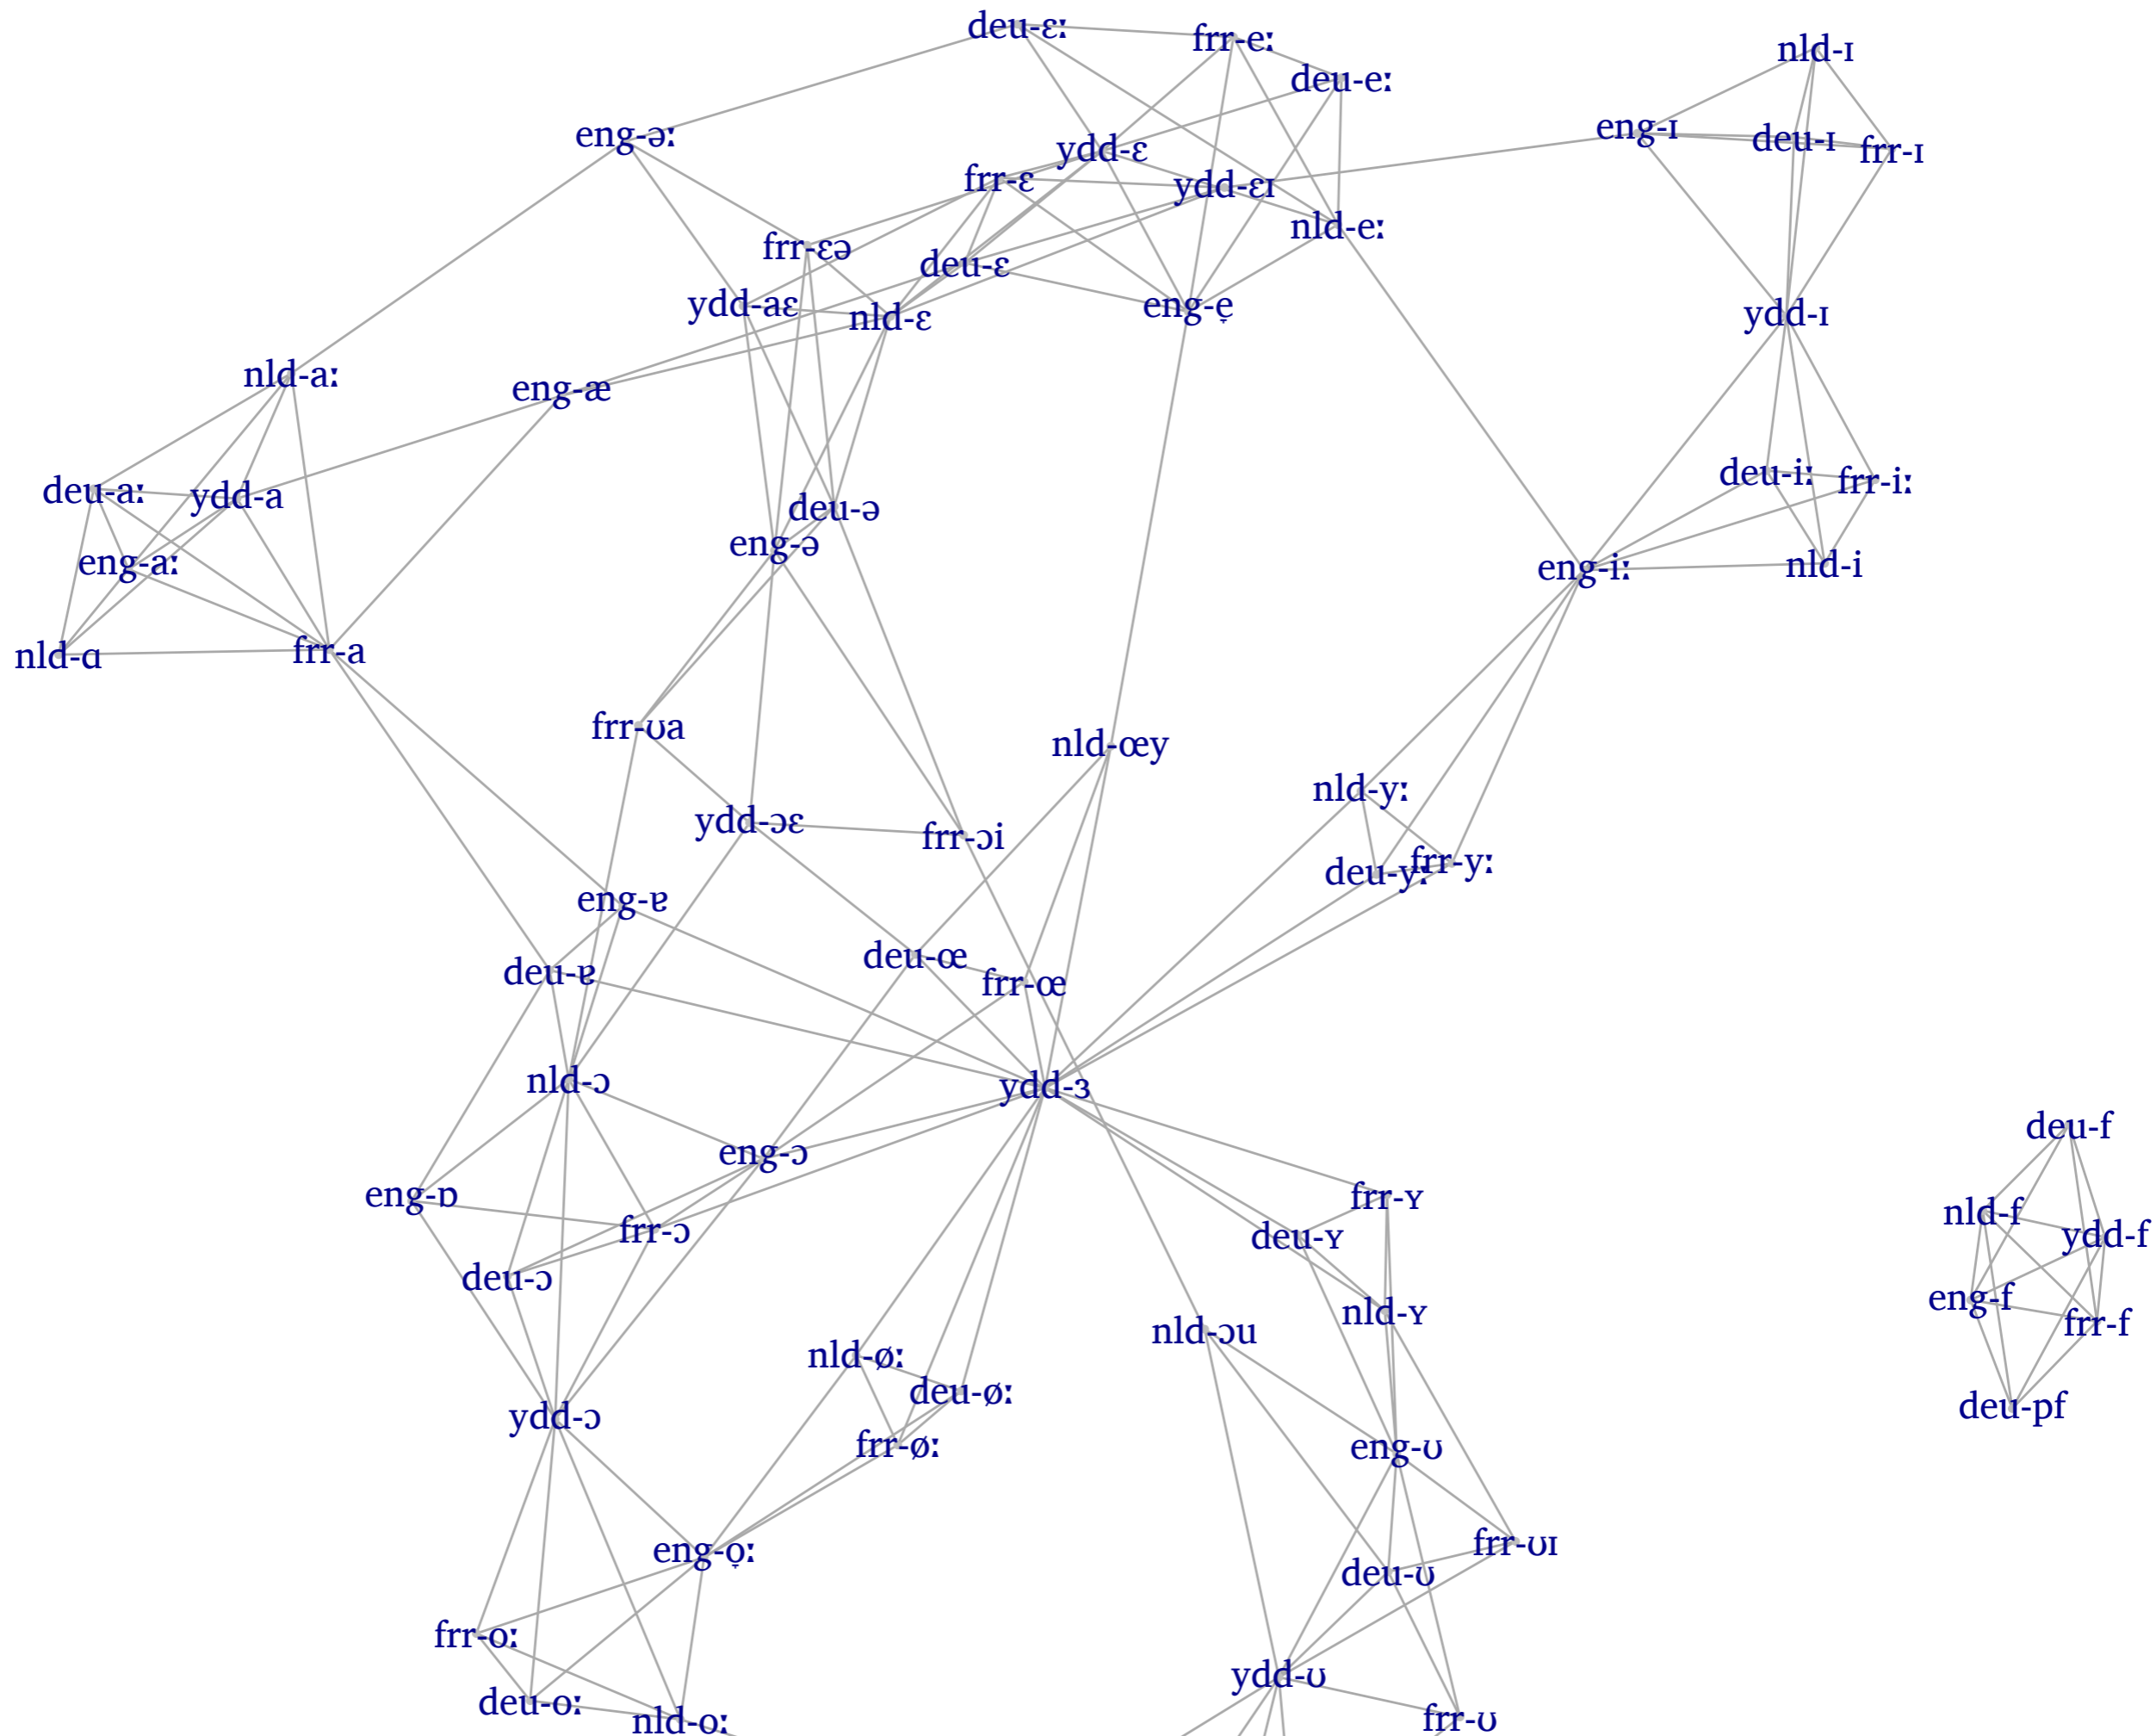 deu-ɛː
frr-eː
nld-ɪ
deu-eː
eng-əː
eng-ɪ
deu-ɪ
frr-ɪ
ydd-ɛ
frr-ɛ
ydd-ɛɪ
nld-eː
frr-ɛə
deu-ɛ
ydd-aɛ
nld-ɛ
eng-e̞
ydd-ɪ
nld-aː
eng-æ
deu-aː
ydd-a
deu-iː
frr-iː
deu-ə
eng-ə
eng-aː
eng-iː
nld-i
nld-ɑ
frr-a
frr-ʊa
nld-œy
nld-yː
ydd-ɔɛ
frr-ɔi
deu-yː
frr-yː
eng-ɐ
deu-ɐ
deu-œ
frr-œ
nld-ɔ
ydd-ɜ
deu-f
eng-ɔ
eng-ɒ
frr-ɔ
frr-ʏ
deu-ʏ
nld-f
ydd-f
deu-ɔ
nld-ʏ
eng-f
frr-f
nld-øː
nld-ɔu
deu-øː
ydd-ɔ
frr-øː
eng-ʊ
deu-pf
eng-o̞ː
deu-ʊ
frr-ʊɪ
frr-oː
ydd-ʊ
deu-oː
nld-oː
frr-ʊ